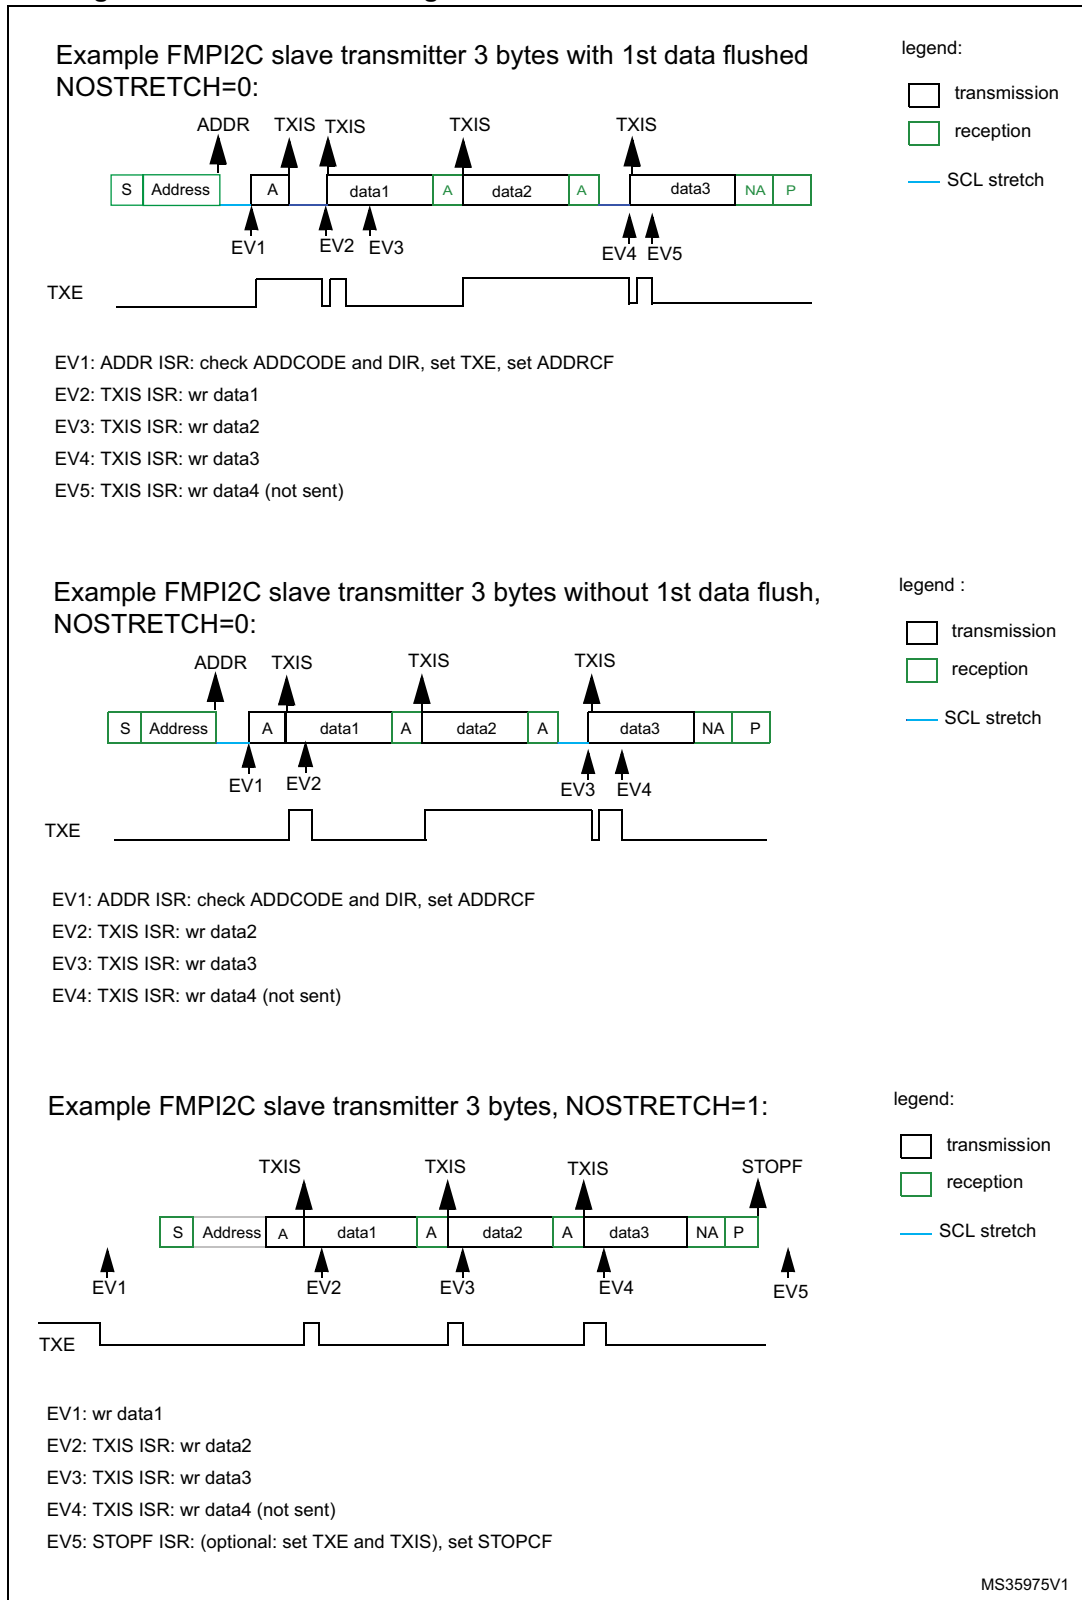 Example FMPI2C slave transmitter 3 bytes with 1st data flushed
NOSTRETCH=0:
legend:
transmission
reception
SCL stretch
ADDR TXIS TXIS TXIS TXIS
S Address A data1 A data2 A data3 NA P
EV1 EV2 EV3 EV4 EV5
TXE
EV1: ADDR ISR: check ADDCODE and DIR, set TXE, set ADDRCF
EV2: TXIS ISR: wr data1
EV3: TXIS ISR: wr data2
EV4: TXIS ISR: wr data3
EV5: TXIS ISR: wr data4 (not sent)
Example FMPI2C slave transmitter 3 bytes without 1st data flush,
NOSTRETCH=0:
legend :
transmission
reception
SCL stretch
ADDR TXIS TXIS TXIS
S Address A data1 A data2 A data3 NA P
EV1 EV2 EV3 EV4
TXE
EV1: ADDR ISR: check ADDCODE and DIR, set ADDRCF
EV2: TXIS ISR: wr data2
EV3: TXIS ISR: wr data3
EV4: TXIS ISR: wr data4 (not sent)
Example FMPI2C slave transmitter 3 bytes, NOSTRETCH=1:
legend:
transmission
reception
SCL stretch
TXIS TXIS TXIS STOPF
S Address A data1 A data2 A data3 NA P
EV1 EV2 EV3 EV4 EV5
TXE
EV1: wr data1
EV2: TXIS ISR: wr data2
EV3: TXIS ISR: wr data3
EV4: TXIS ISR: wr data4 (not sent)
EV5: STOPF ISR: (optional: set TXE and TXIS), set STOPCF
MS35975V1